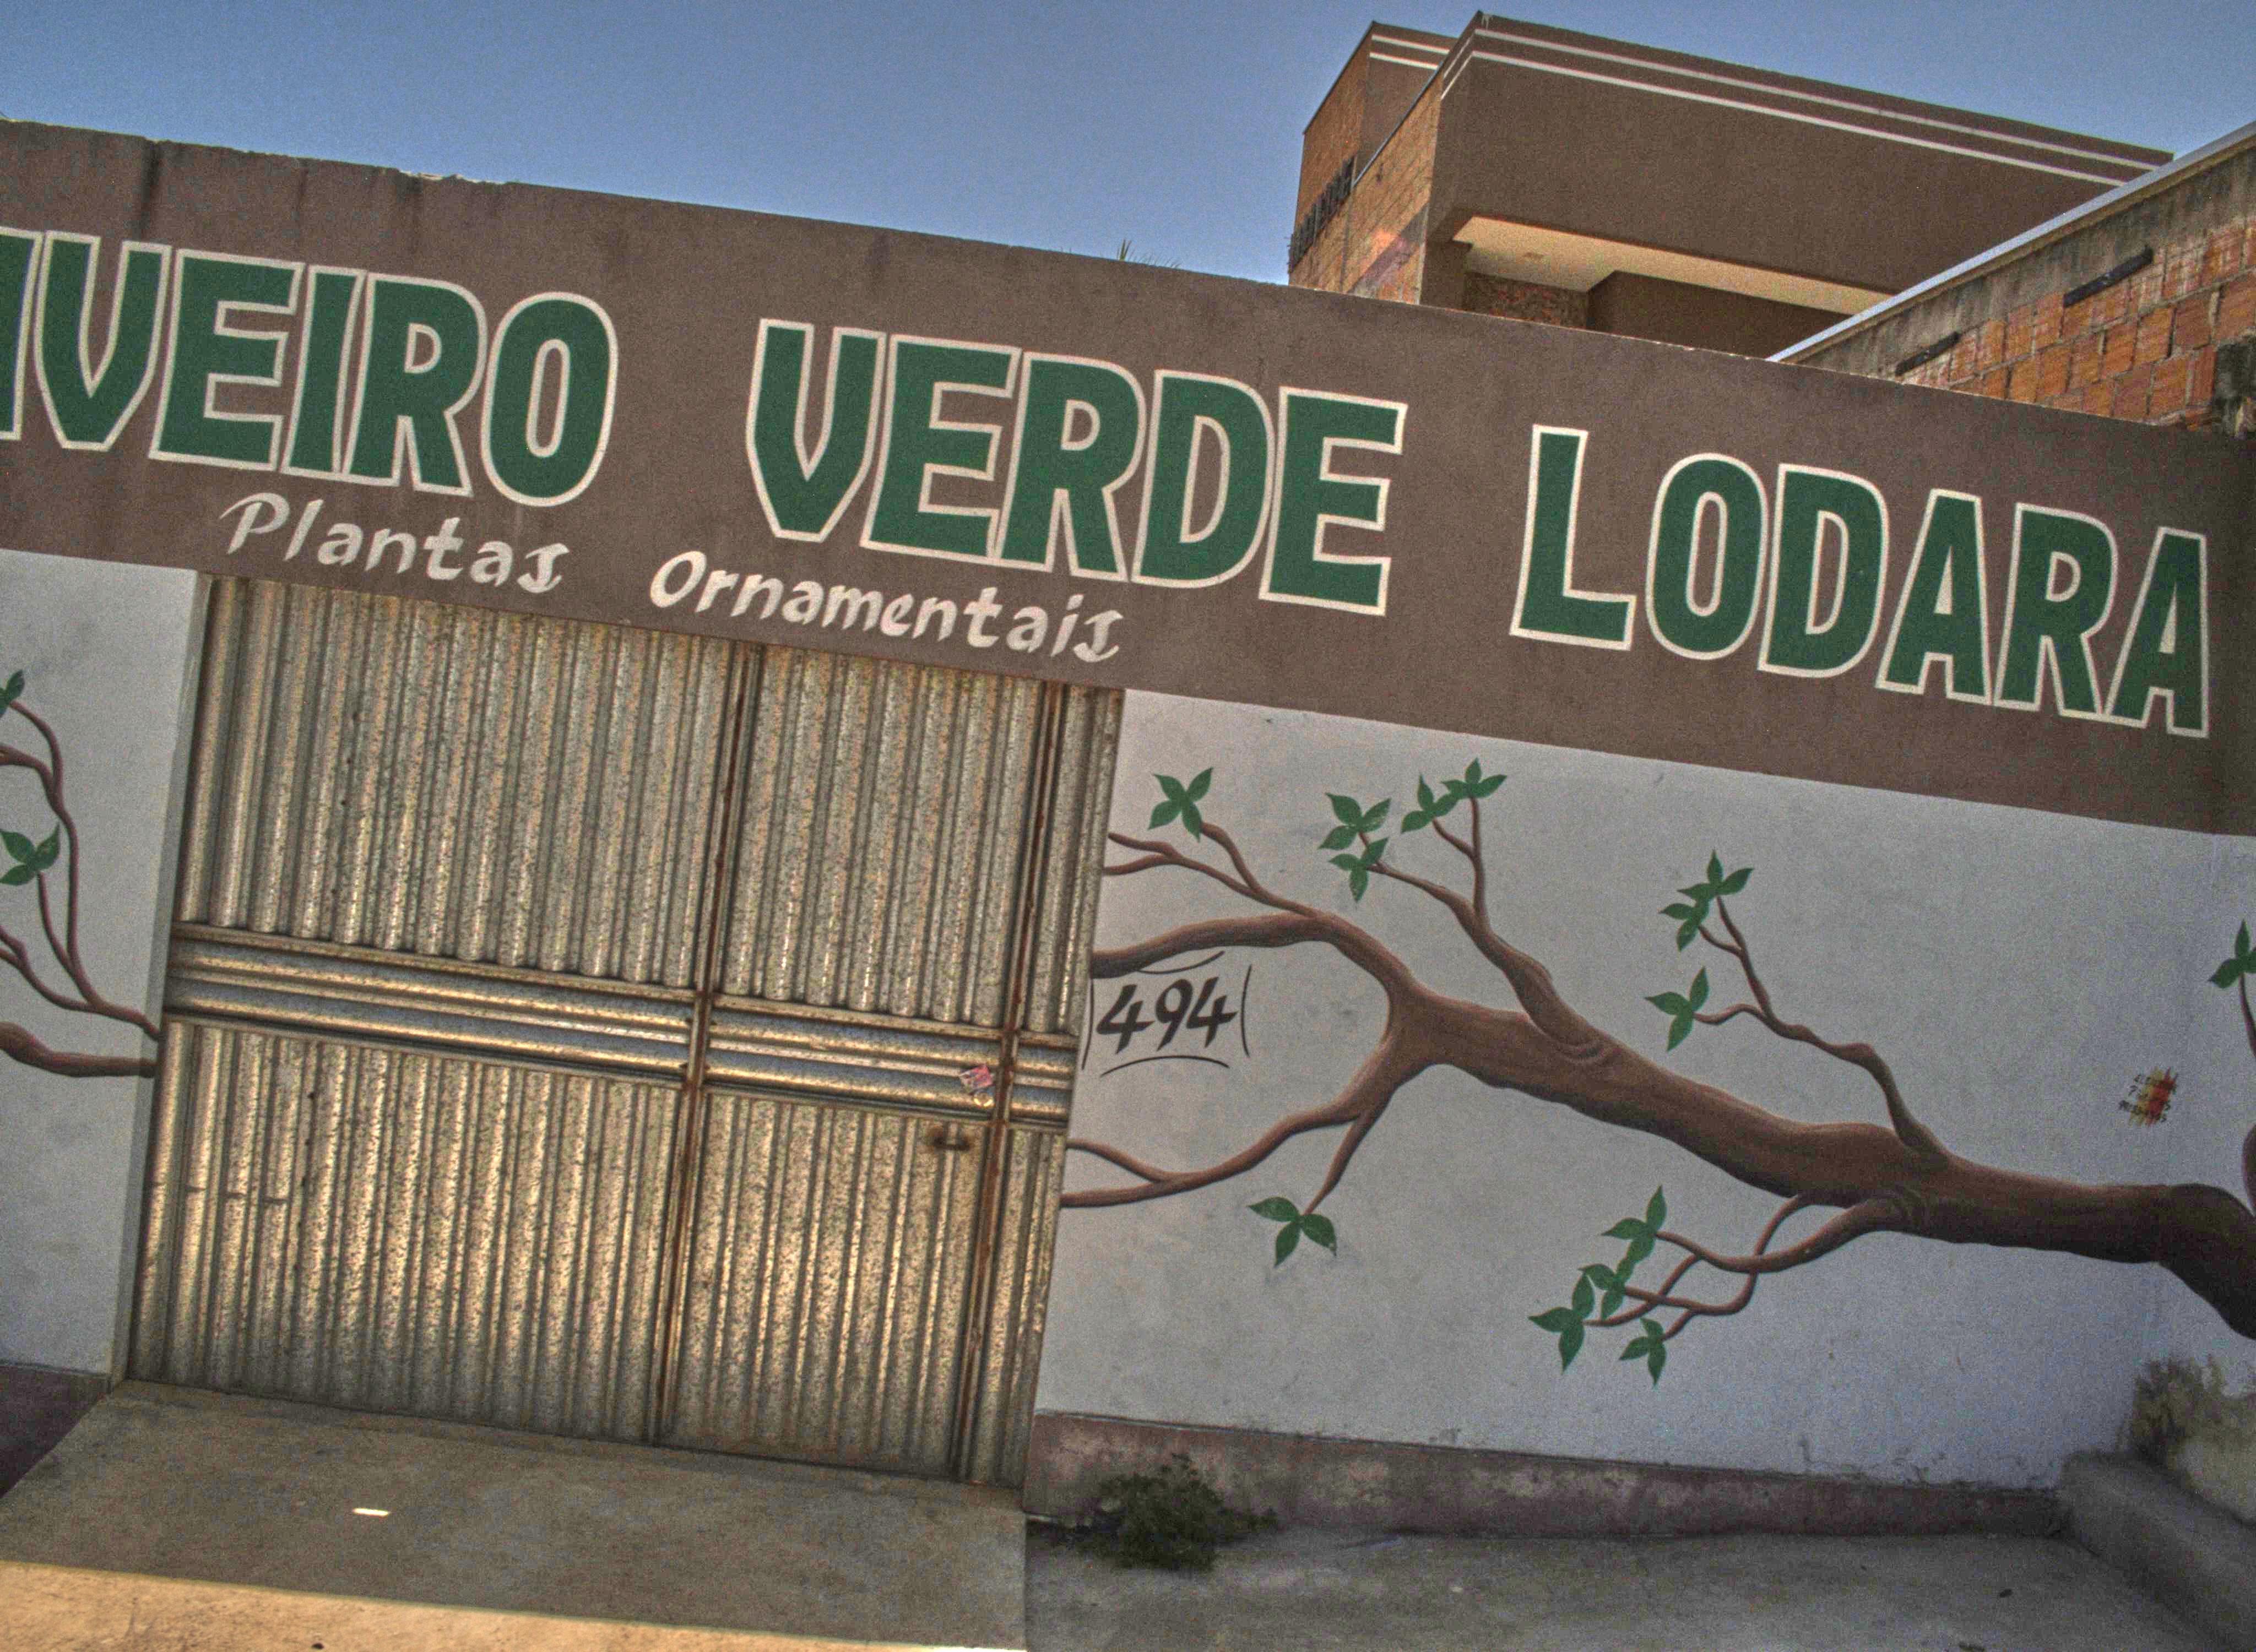 IVEIRO VERDE LODARA
Plantas Ornamentais
494